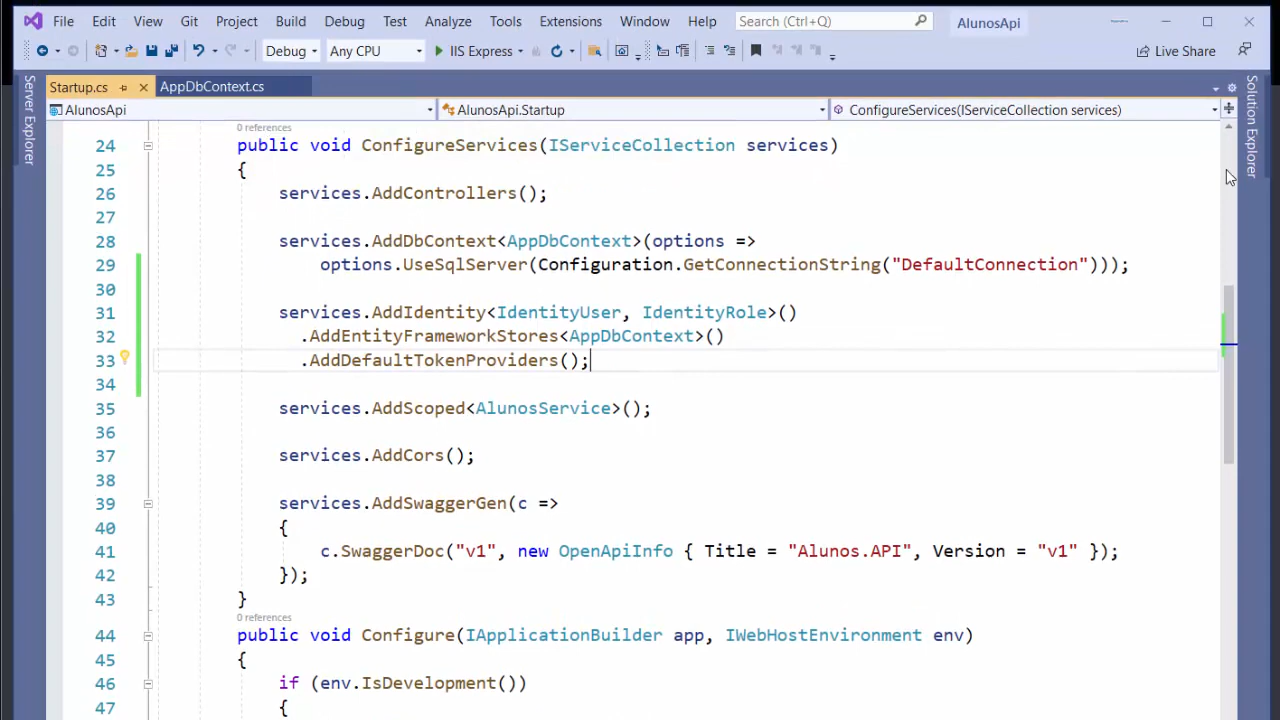 File Edit View Git Project Build Debug Test Analyze Tools Extensions Window Help Search (Ctrl+Q) AlunosApi
Debug Any CPU IIS Express Live Share
Server Explorer
Startup.cs AppDbContext.cs
Solution Explorer
AlunosApi AlunosApi.Startup ConfigureServices(IServiceCollection services)
0 references
24 public void ConfigureServices(IServiceCollection services)
25 {
26 services.AddControllers();
27
28 services.AddDbContext<AppDbContext>(options =>
29 options.UseSqlServer(Configuration.GetConnectionString("DefaultConnection")));
30
31 services.AddIdentity<IdentityUser, IdentityRole>()
32 .AddEntityFrameworkStores<AppDbContext>()
33 .AddDefaultTokenProviders();
34
35 services.AddScoped<AlunosService>();
36
37 services.AddCors();
38
39 services.AddSwaggerGen(c =>
40 {
41 c.SwaggerDoc("v1", new OpenApiInfo { Title = "Alunos.API", Version = "v1" });
42 });
43 }
0 references
44 public void Configure(IApplicationBuilder app, IWebHostEnvironment env)
45 {
46 if (env.IsDevelopment())
47 {